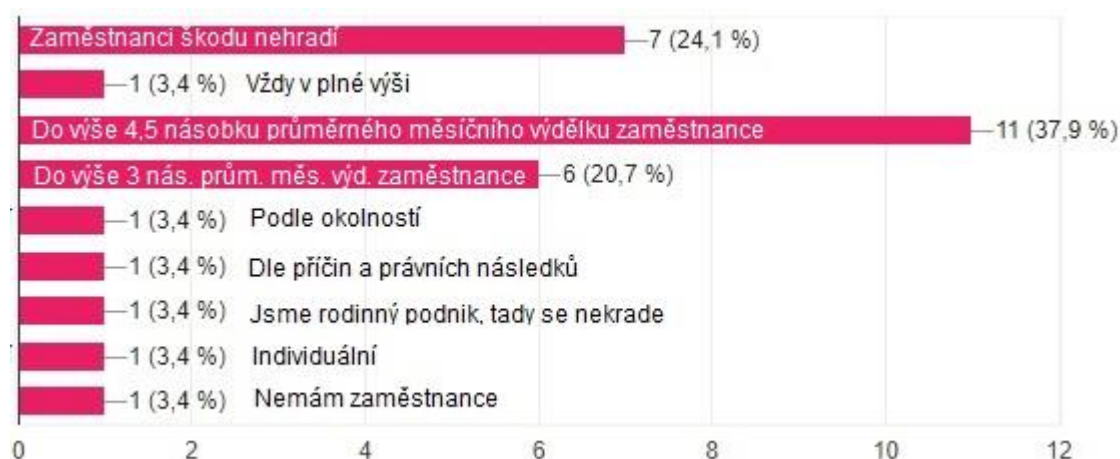 Zaměstnanci škodu nehradí 7 (24,1 %)
1 (3,4 %) Vždy v plné výši
Do výše 4,5 násobku průměrného měsíčního výdělku zaměstnance 11 (37,9 %)
Do výše 3 nás. prům. měs. výd. zaměstnance 6 (20,7 %)
1 (3,4 %) Podle okolností
1 (3,4 %) Dle příčin a právních následků
1 (3,4 %) Jsme rodinný podnik, tady se nekrade
1 (3,4 %) Individuální
1 (3,4 %) Nemám zaměstnance
0 2 4 6 8 10 12